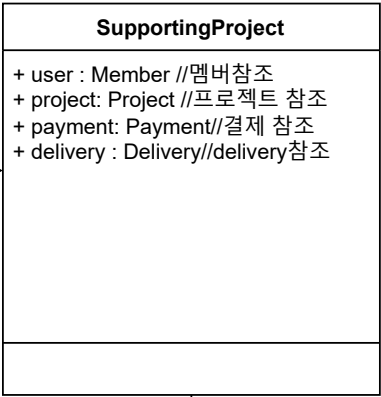 SupportingProject
+ user : Member //멤버참조
+ project: Project //프로젝트 참조
+ payment: Payment//결제 참조
+ delivery : Delivery//delivery참조